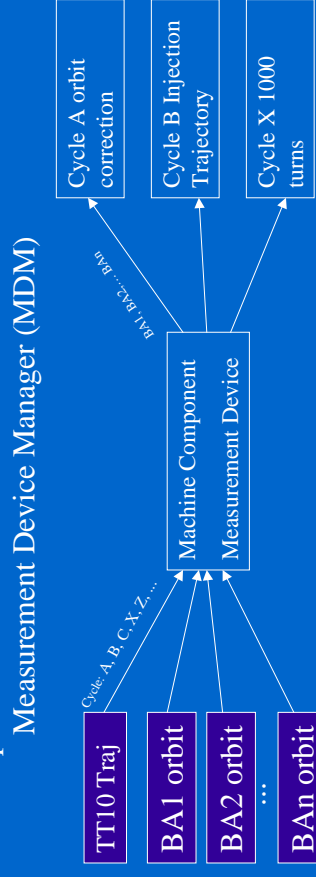 Measurement Device Manager (MDM)
TT10 Traj
BA1 orbit
BA2 orbit
...
BAn orbit
Cycle: A, B, C, X, Z, ...
Machine Component
Measurement Device
BA1, BA2,... BAn
Cycle A orbit
correction
Cycle B Injection
Trajectory
Cycle X 1000
turns